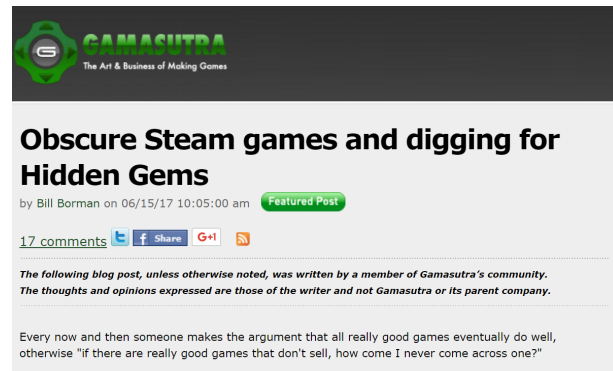 G GAMASUTRA
The Art & Business of Making Games
Obscure Steam games and digging for
Hidden Gems
by Bill Borman on 06/15/17 10:05:00 am Featured Post
17 comments t f Share G+1
The following blog post, unless otherwise noted, was written by a member of Gamasutra’s community.
The thoughts and opinions expressed are those of the writer and not Gamasutra or its parent company.
Every now and then someone makes the argument that all really good games eventually do well,
otherwise "if there are really good games that don't sell, how come I never come across one?"